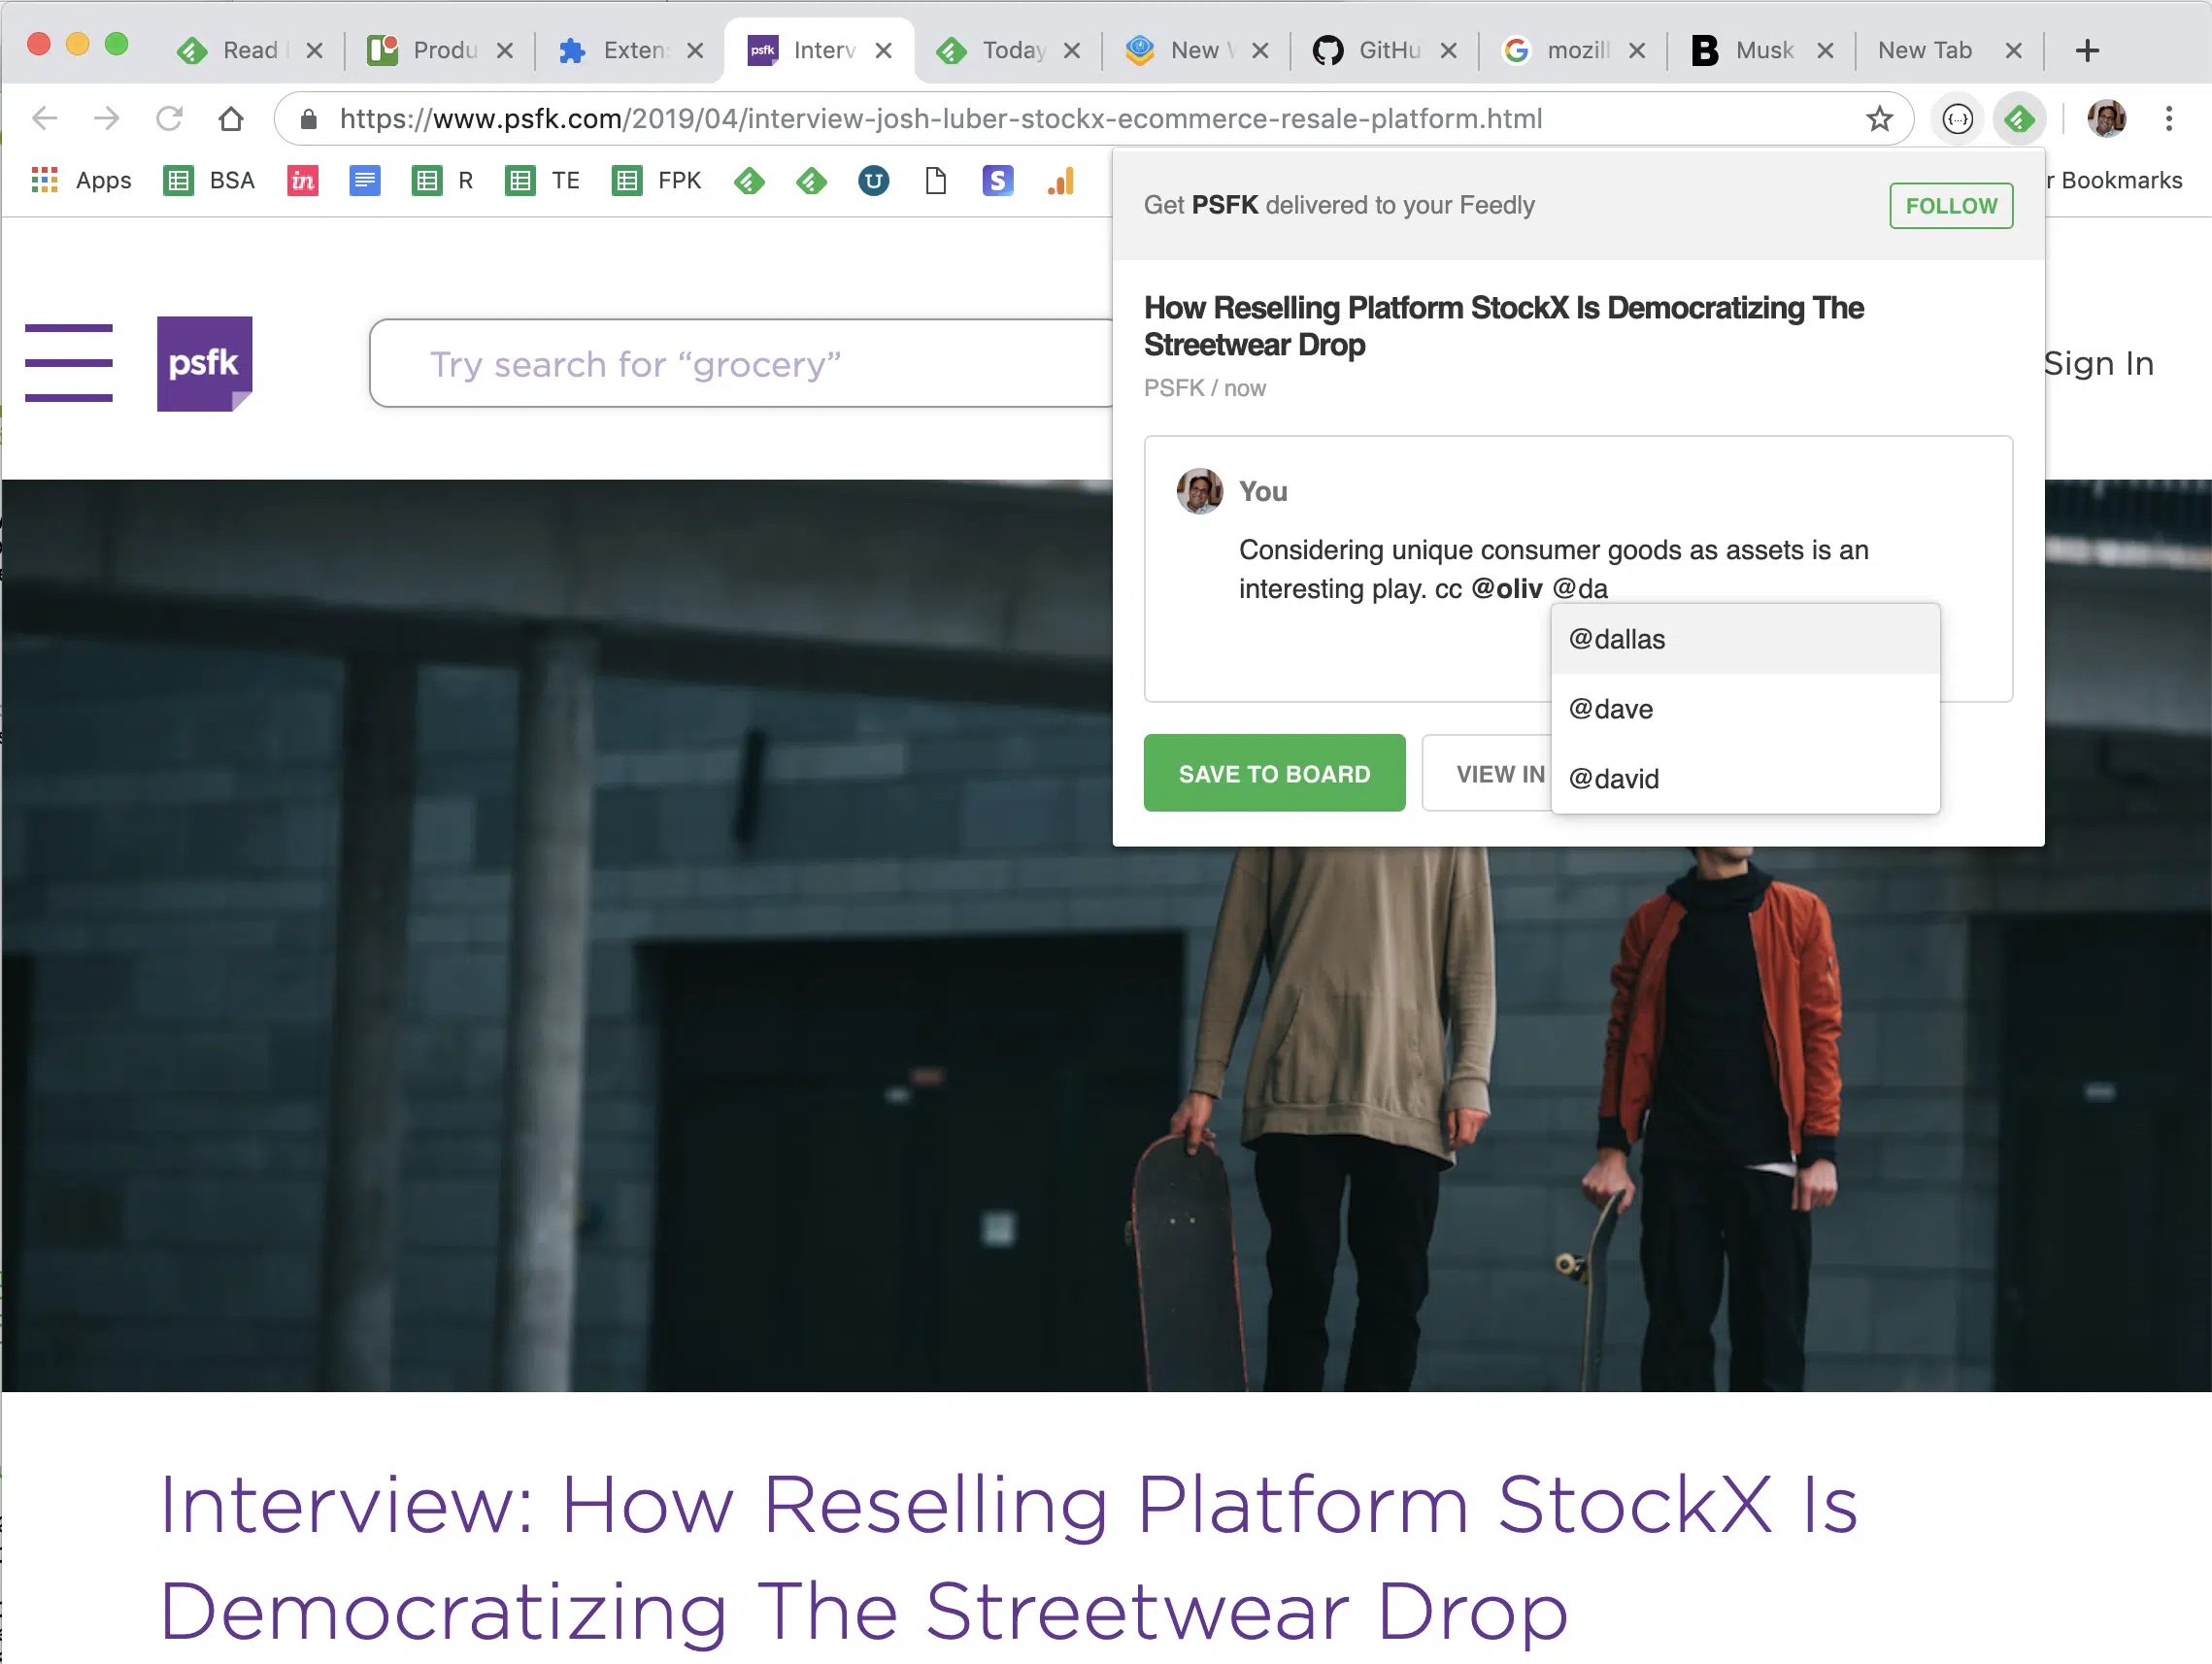 Read
Produ
Exten
psfk
Interv
Today
New
GitHu
mozill
B
Musk
New Tab
https://www.psfk.com/2019/04/interview-josh-luber-stockx-ecommerce-resale-platform.html
Apps
BSA
in
R
TE
FPK
U
S
r Bookmarks
Get PSFK delivered to your Feedly
FOLLOW
How Reselling Platform StockX Is Democratizing The
Streetwear Drop
PSFK / now
psfk
Try search for “grocery”
Sign In
You
Considering unique consumer goods as assets is an
interesting play. cc @oliv @da
@dallas
@dave
@david
SAVE TO BOARD
VIEW IN
Interview: How Reselling Platform StockX Is
Democratizing The Streetwear Drop